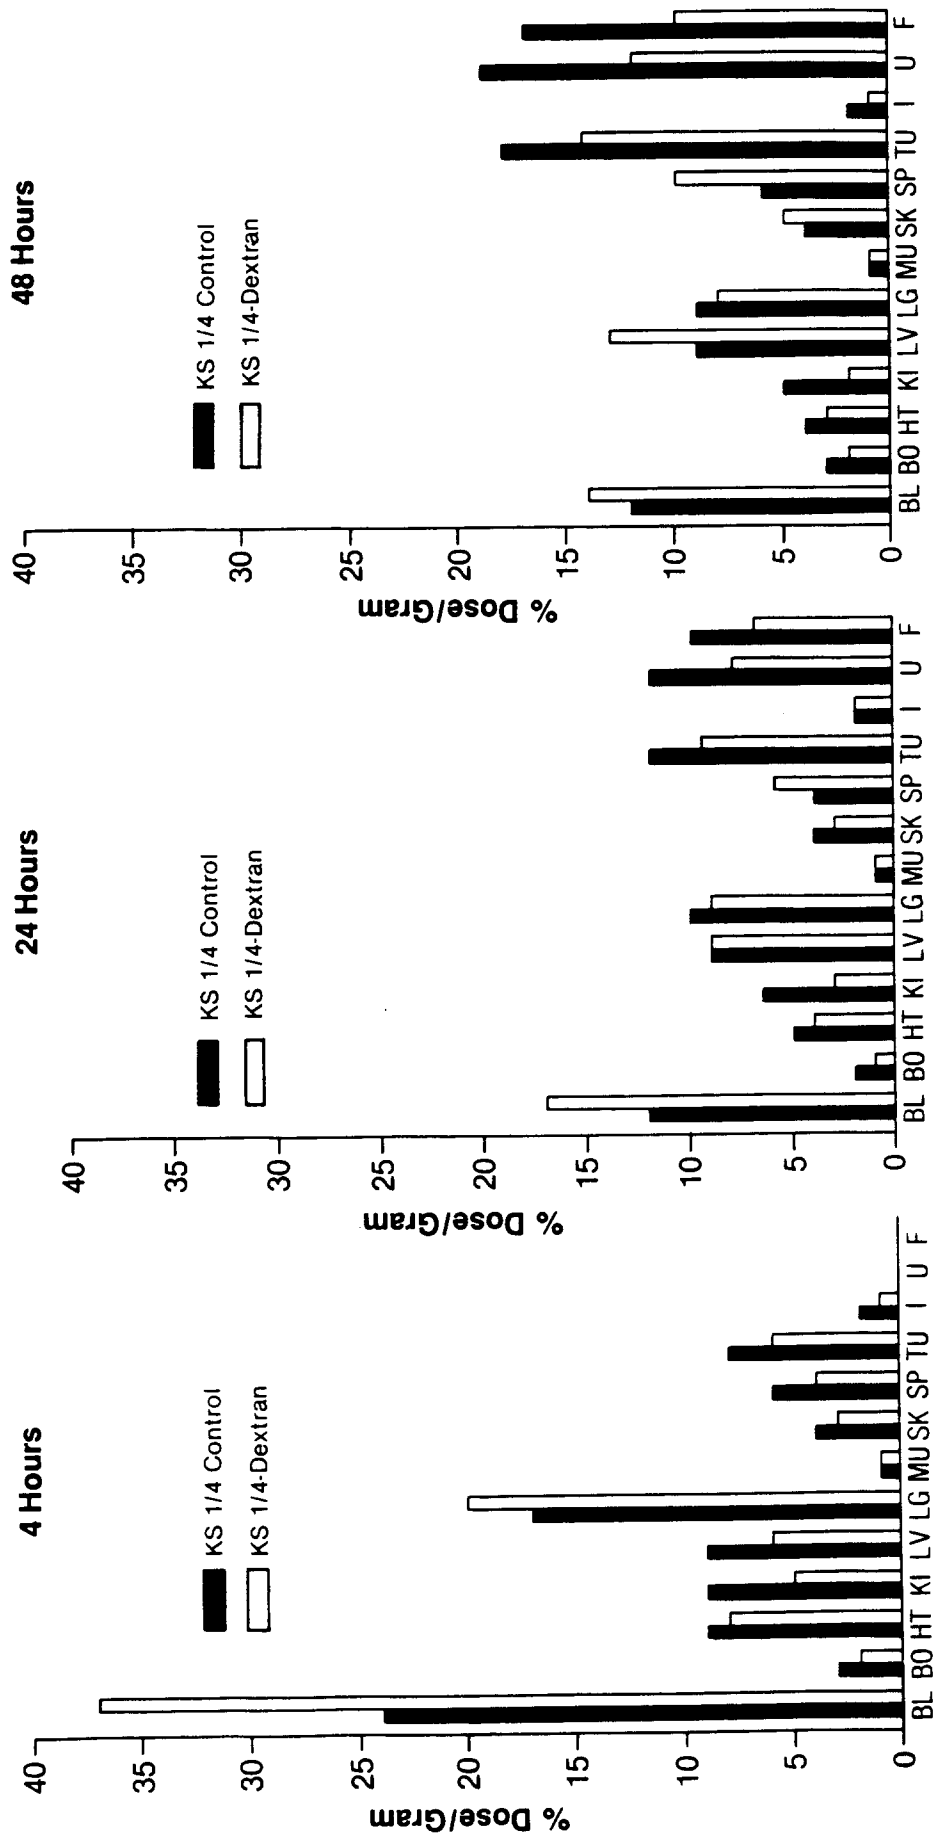 4 Hours
KS 1/4 Control
KS 1/4-Dextran
% Dose/Gram
40
35
30
25
20
15
10
5
0
BL BO HT KI LV LG MU SK SP TU I U F
24 Hours
KS 1/4 Control
KS 1/4-Dextran
% Dose/Gram
40
35
30
25
20
15
10
5
0
BL BO HT KI LV LG MU SK SP TU I U F
48 Hours
KS 1/4 Control
KS 1/4-Dextran
% Dose/Gram
40
35
30
25
20
15
10
5
0
BL BO HT KI LV LG MU SK SP TU I U F